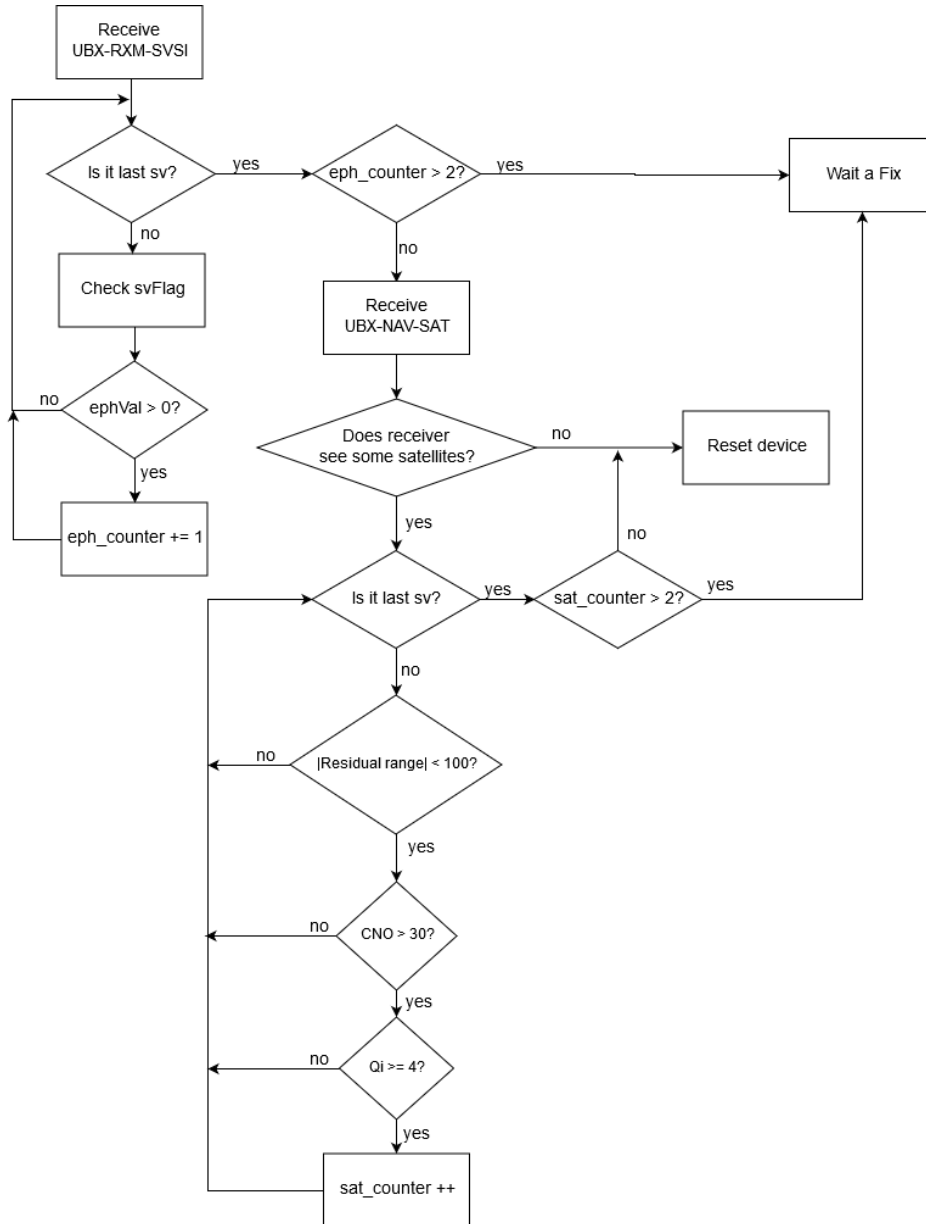 Receive
UBX-RXM-SVSI
Is it last sv?
yes
eph_counter > 2?
yes
Wait a Fix
no
no
Check svFlag
Receive
UBX-NAV-SAT
no
ephVal > 0?
Does receiver
see some satellites?
no
Reset device
yes
eph_counter += 1
yes
no
Is it last sv?
yes
sat_counter > 2?
yes
no
|Residual range| < 100?
no
yes
CNO > 30?
no
yes
Qi >= 4?
no
yes
sat_counter ++